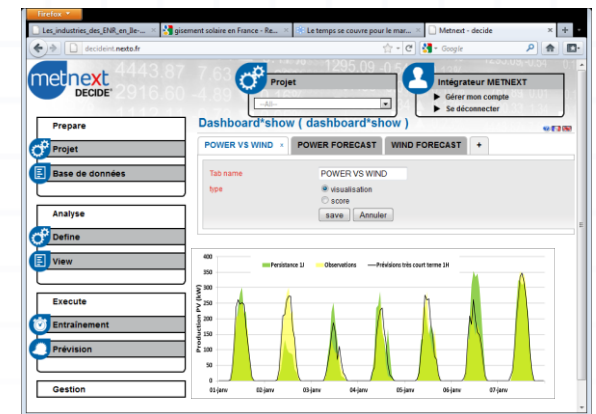 Firefox
Les_industries_des_ENR_en_Ile-...
gisement solaire en France - Re...
Le temps se couvre pour le mar...
Metnext - decide
decideint.nexto.fr
Google
metnext
DECIDE
Projet
--All--
Intégrateur METNEXT
Gérer mon compte
Se déconnecter
Prepare
Projet
Base de données
Analyse
Define
View
Execute
Entraînement
Prévision
Gestion
Dashboard*show ( dashboard*show )
POWER VS WIND × POWER FORECAST WIND FORECAST +
Tab name POWER VS WIND
type visualisation
score
save Annuler
Persistance 1J Observations Prévisions très court terme 1H
Production PV (kW)
400
350
300
250
200
150
100
50
0
01-janv 02-janv 03-janv 04-janv 05-janv 06-janv 07-janv